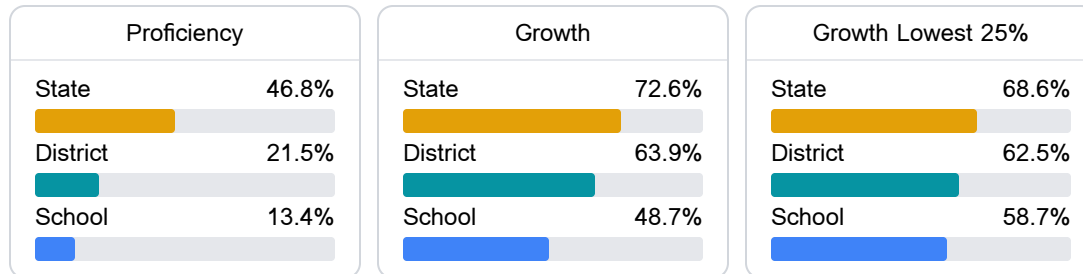 Proficiency
State 46.8%
District 21.5%
School 13.4%
Growth
State 72.6%
District 63.9%
School 48.7%
Growth Lowest 25%
State 68.6%
District 62.5%
School 58.7%